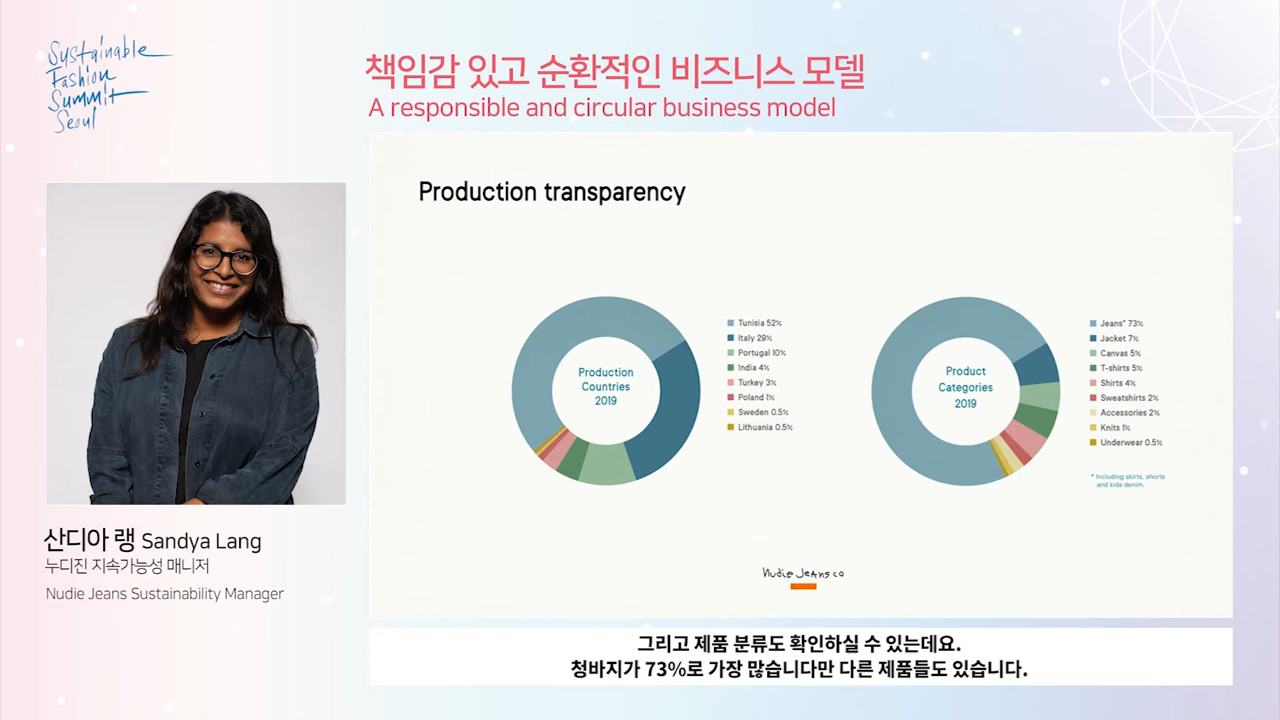 Sustainable
Fashion
Summit
Seoul
책임감 있고 순환적인 비즈니스 모델
A responsible and circular business model
Production transparency
Production
Countries
2019
Tunisia 52%
Italy 29%
Portugal 10%
India 4%
Turkey 3%
Poland 1%
Sweden 0.5%
Lithuania 0.5%
Product
Categories
2019
Jeans* 73%
Jacket 7%
Canvas 5%
T-shirts 5%
Shirts 4%
Sweatshirts 2%
Accessories 2%
Knits 1%
Underwear 0.5%
* Including skirts, shorts
and kids denim.
Nudie Jeans co
산디아 랭 Sandya Lang
누디진 지속가능성 매니저
Nudie Jeans Sustainability Manager
그리고 제품 분류도 확인하실 수 있는데요.
청바지가 73%로 가장 많습니다만 다른 제품들도 있습니다.